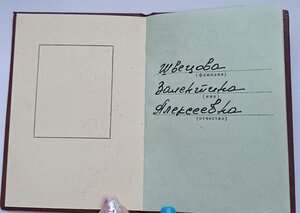 Швецова
(фамилия)
Валентина
(имя)
Алексеевна
(отчество)